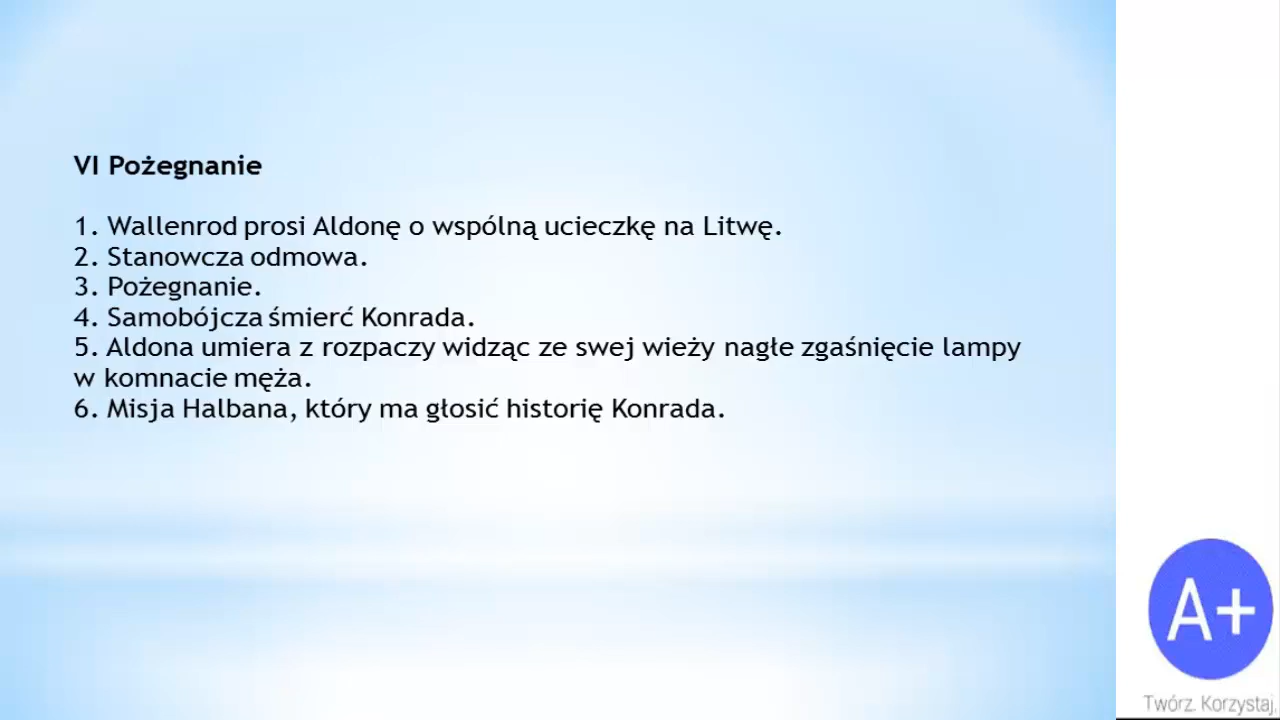 VI Pożegnanie
1. Wallenrod prosi Aldonę o wspólną ucieczkę na Litwę.
2. Stanowcza odmowa.
3. Pożegnanie.
4. Samobójcza śmierć Konrada.
5. Aldona umiera z rozpaczy widząc ze swej wieży nagłe zgaśnięcie lampy
w komnacie męża.
6. Misja Halbana, który ma głosić historię Konrada.
A+
Twórz. Korzystaj.